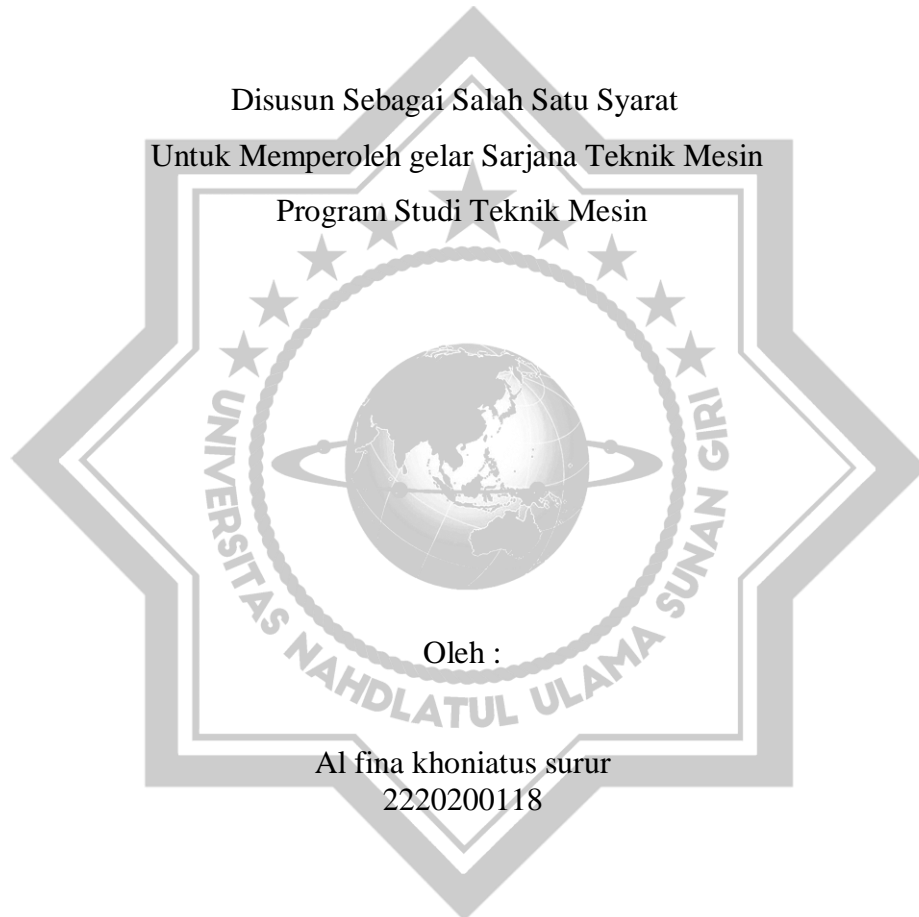 Disusun Sebagai Salah Satu Syarat
Untuk Memperoleh gelar Sarjana Teknik Mesin
Program Studi Teknik Mesin
UNIVERSITAS NAHDLATUL ULAMA SUNAN GIRI
Oleh :
Al fina khoniatus surur
2220200118